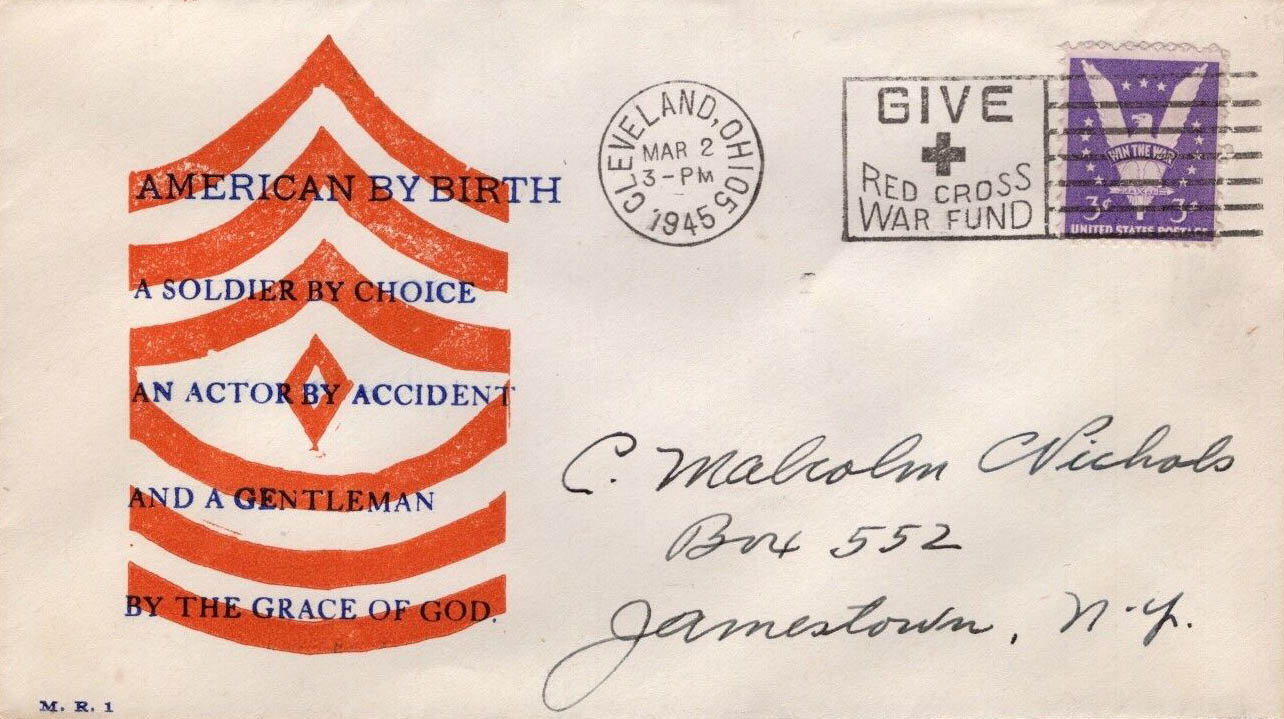 AMERICAN BY BIRTH
A SOLDIER BY CHOICE
AN ACTOR BY ACCIDENT
AND A GENTLEMAN
BY THE GRACE OF GOD.
M. R. 1
CLEVELAND, OHIO 5
MAR 2
3-PM
1945
GIVE
RED CROSS
WAR FUND
WIN THE WAR
3¢ 3¢
UNITED STATES POSTAGE
C. Malcolm Nichols
Box 552
Jamestown, N.Y.